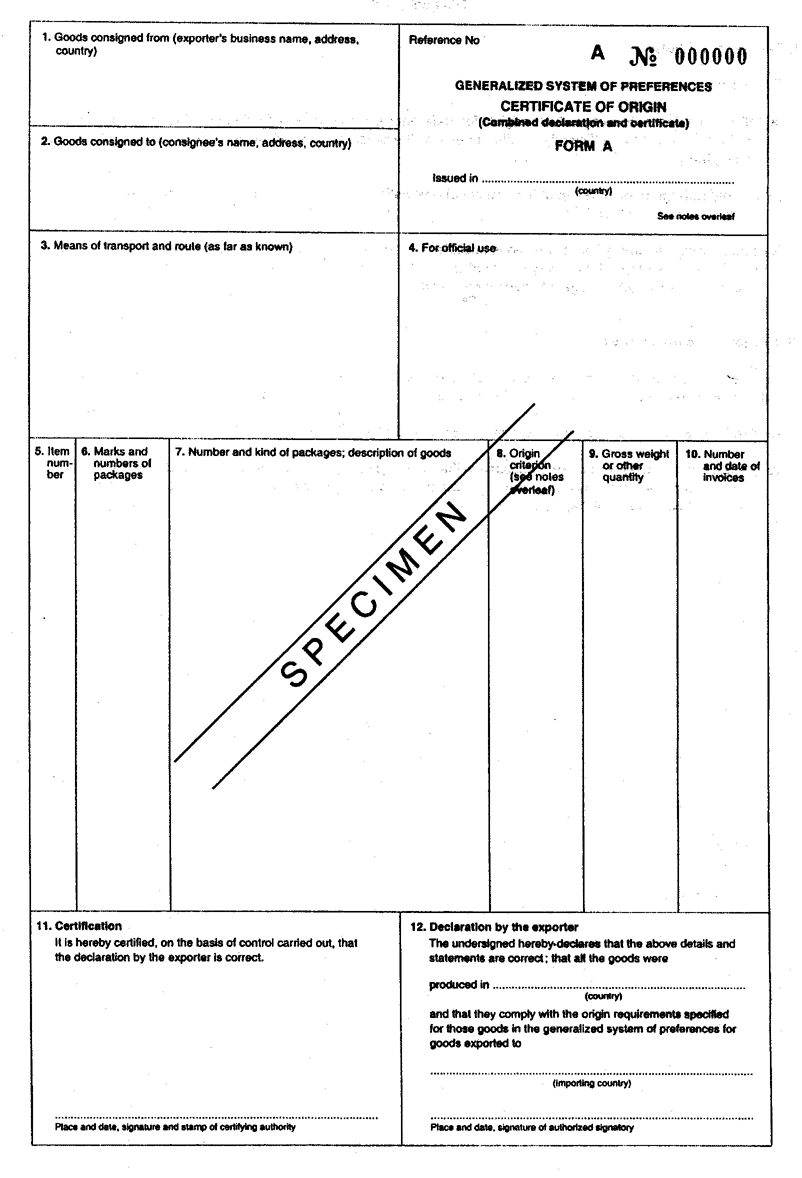 1. Goods consigned from (exporter's business name, address,
country)
Reference No
A № 000000
GENERALIZED SYSTEM OF PREFERENCES
CERTIFICATE OF ORIGIN
(Combined declaration and certificate)
FORM A
Issued in ........................................................................
(country)
See notes overleaf
2. Goods consigned to (consignee's name, address, country)
3. Means of transport and route (as far as known)
4. For official use
5. Item
num-
ber
6. Marks and
numbers of
packages
7. Number and kind of packages; description of goods
8. Origin
criterion
(see notes
overleaf)
9. Gross weight
or other
quantity
10. Number
and date of
invoices
SPECIMEN
11. Certification
It is hereby certified, on the basis of control carried out, that
the declaration by the exporter is correct.
Place and date, signature and stamp of certifying authority
12. Declaration by the exporter
The undersigned hereby declares that the above details and
statements are correct; that all the goods were
produced in ........................................................................
(country)
and that they comply with the origin requirements specified
for those goods in the generalized system of preferences for
goods exported to
(importing country)
Place and date, signature of authorized signatory